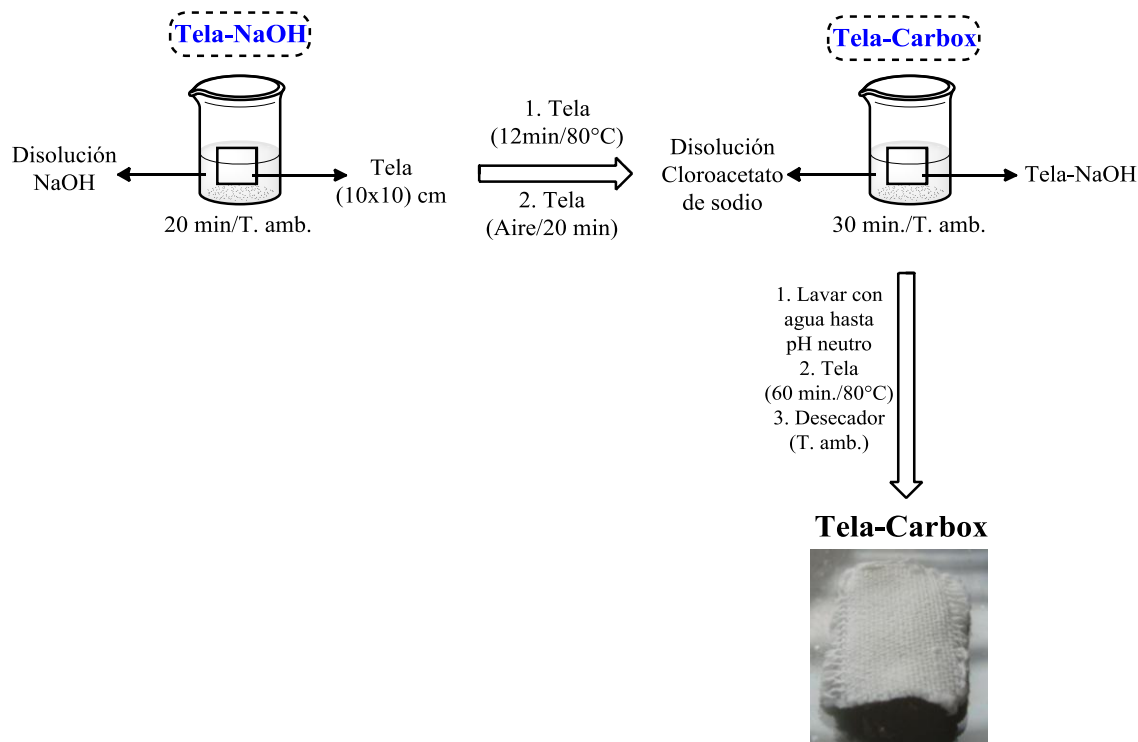 Tela-NaOH
Disolución
NaOH
Tela
(10x10) cm
20 min/T. amb.
1. Tela
(12min/80°C)
2. Tela
(Aire/20 min)
Tela-Carbox
Disolución
Cloroacetato
de sodio
Tela-NaOH
30 min./T. amb.
1. Lavar con
agua hasta
pH neutro
2. Tela
(60 min./80°C)
3. Desecador
(T. amb.)
Tela-Carbox